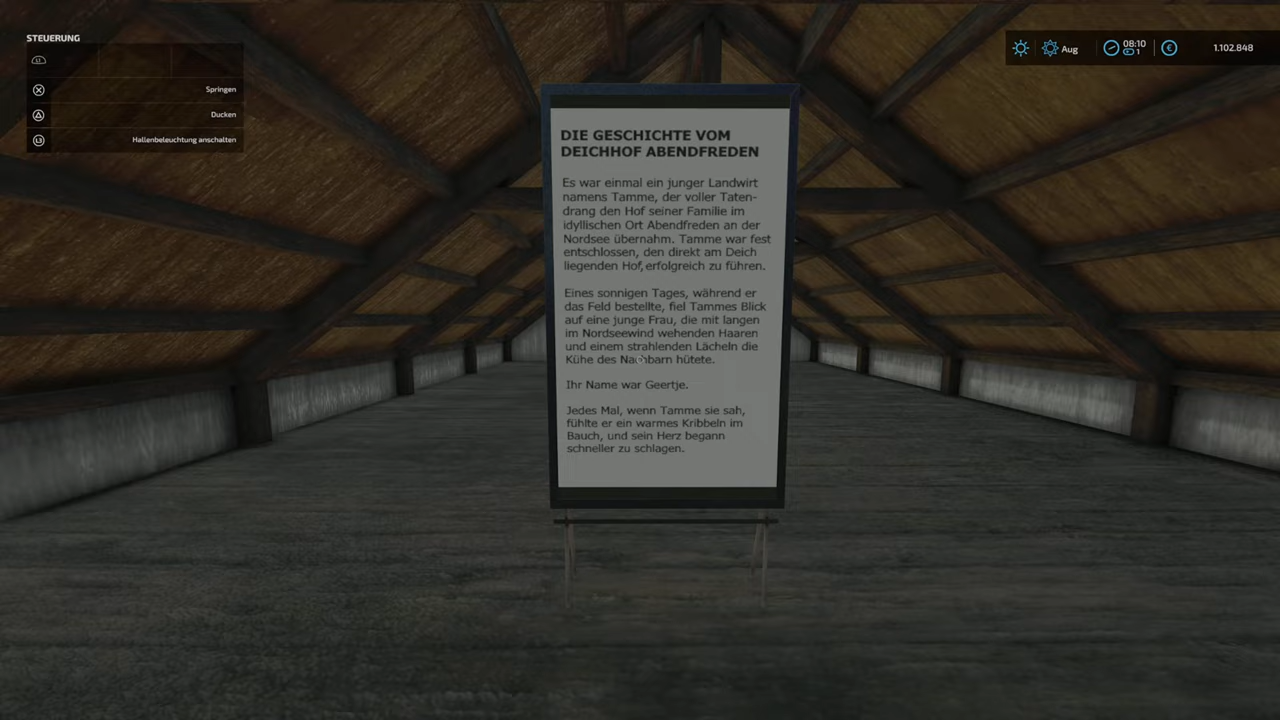 STEUERUNG
L1
Springen
Ducken
L3 Hallenbeleuchtung anschalten
Aug
08:10
1
€
1.102.848
DIE GESCHICHTE VOM
DEICHHOF ABENDFREDEN
Es war einmal ein junger Landwirt
namens Tamme, der voller Taten-
drang den Hof seiner Familie im
idyllischen Ort Abendfreden an der
Nordsee übernahm. Tamme war fest
entschlossen, den direkt am Deich
liegenden Hof, erfolgreich zu führen.
Eines sonnigen Tages, während er
das Feld bestellte, fiel Tammes Blick
auf eine junge Frau, die mit langen
im Nordseewind wehenden Haaren
und einem strahlenden Lächeln die
Kühe des Nachbarn hütete.
Ihr Name war Geertje.
Jedes Mal, wenn Tamme sie sah,
fühlte er ein warmes Kribbeln im
Bauch, und sein Herz begann
schneller zu schlagen.